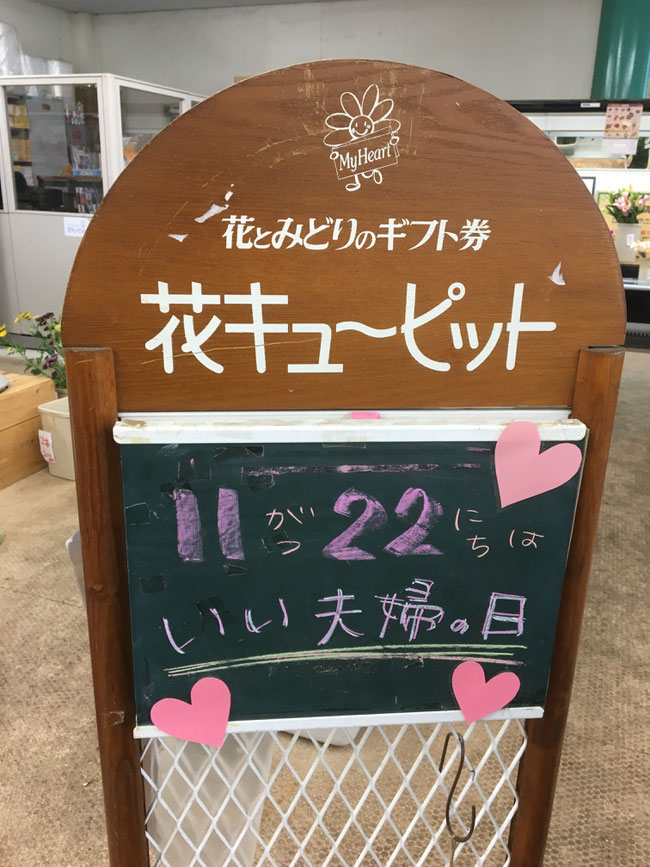 MyHeart
花とみどりのギフト券
花キューピット
11がつ22にちは
いい夫婦の日